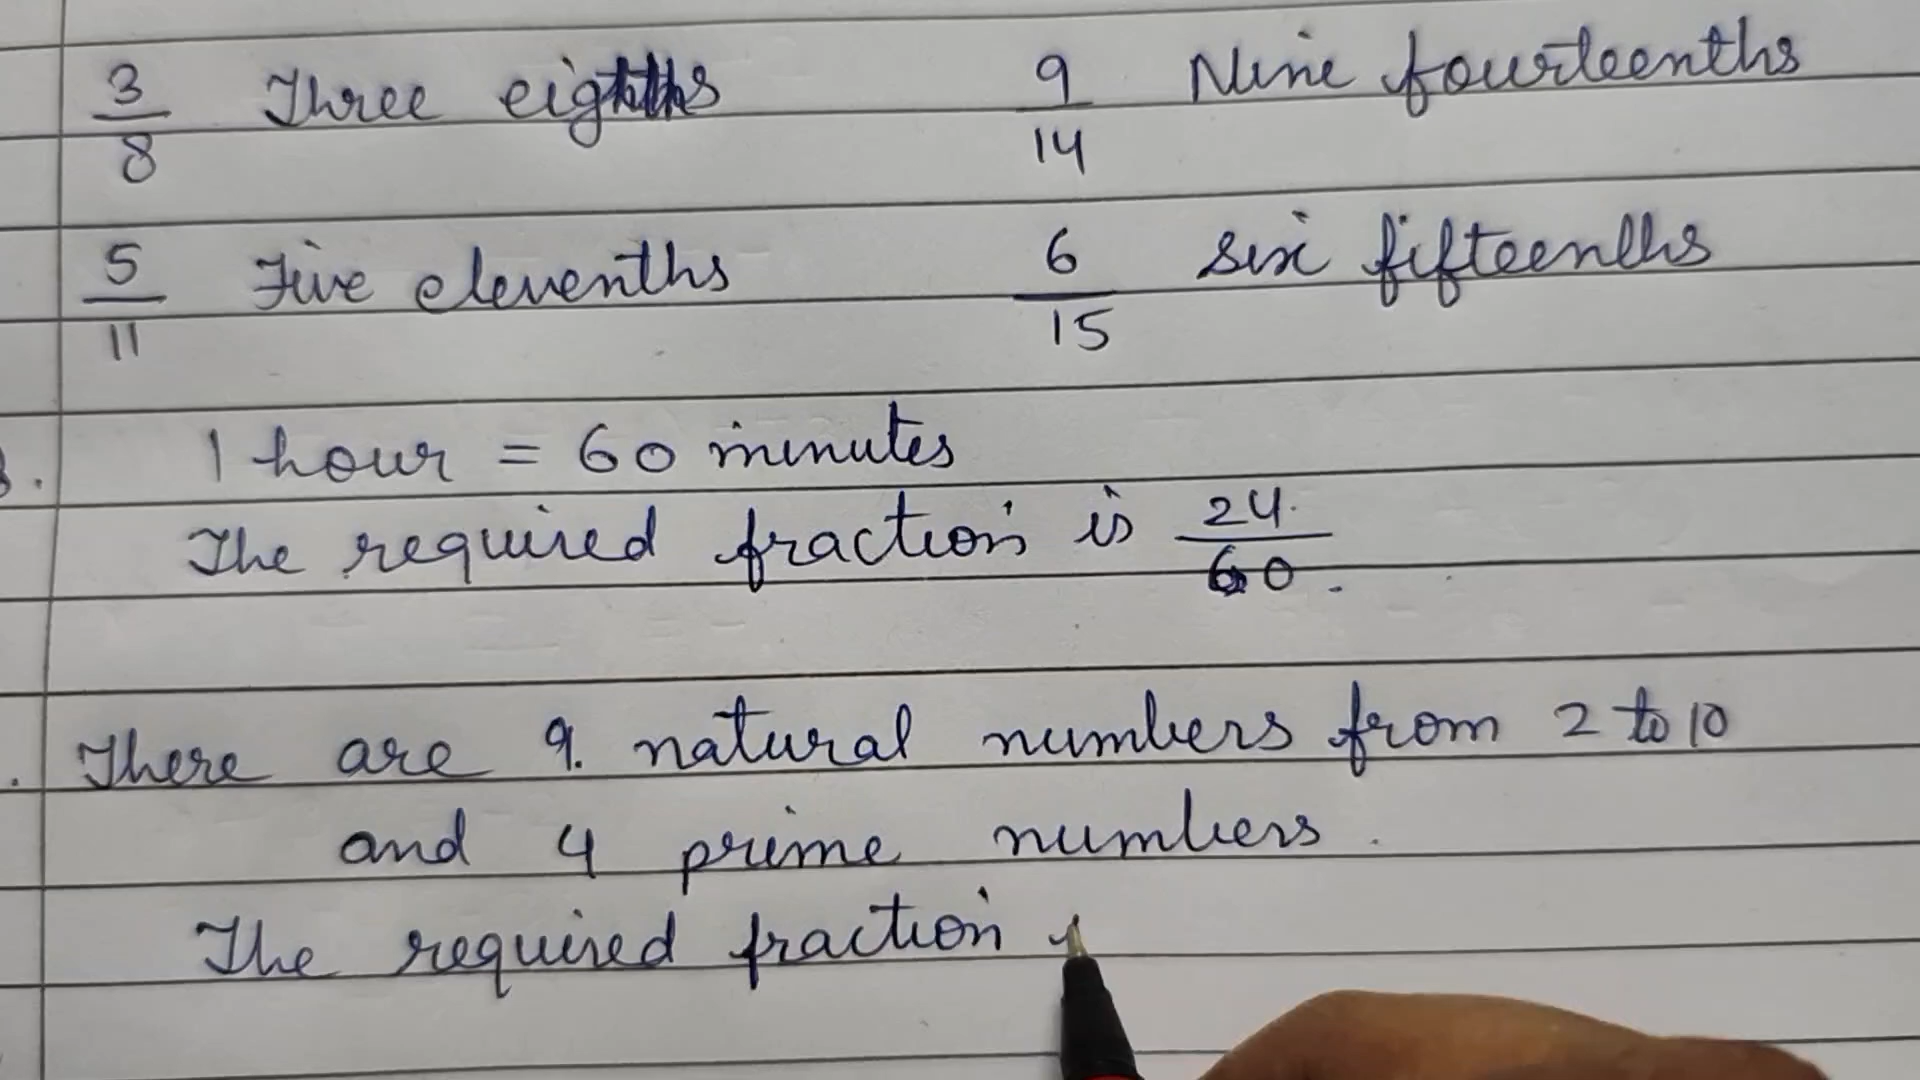 3/8 Three eighths 9/14 Nine fourteenths
5/11 Five elevenths 6/15 six fifteenths
1 hour = 60 minutes
The required fraction is 24/60.
There are 9 natural numbers from 2 to 10
and 4 prime numbers.
The required fraction